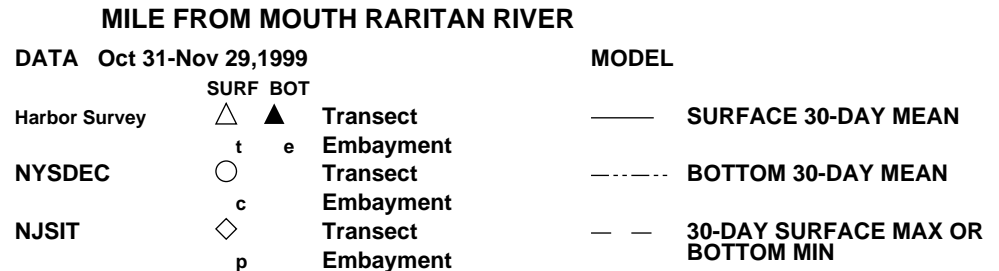 MILE FROM MOUTH RARITAN RIVER
DATA Oct 31-Nov 29,1999 MODEL
SURF BOT
Harbor Survey Transect SURFACE 30-DAY MEAN
t e Embayment
NYSDEC Transect BOTTOM 30-DAY MEAN
c Embayment
NJSIT Transect 30-DAY SURFACE MAX OR
BOTTOM MIN
p Embayment